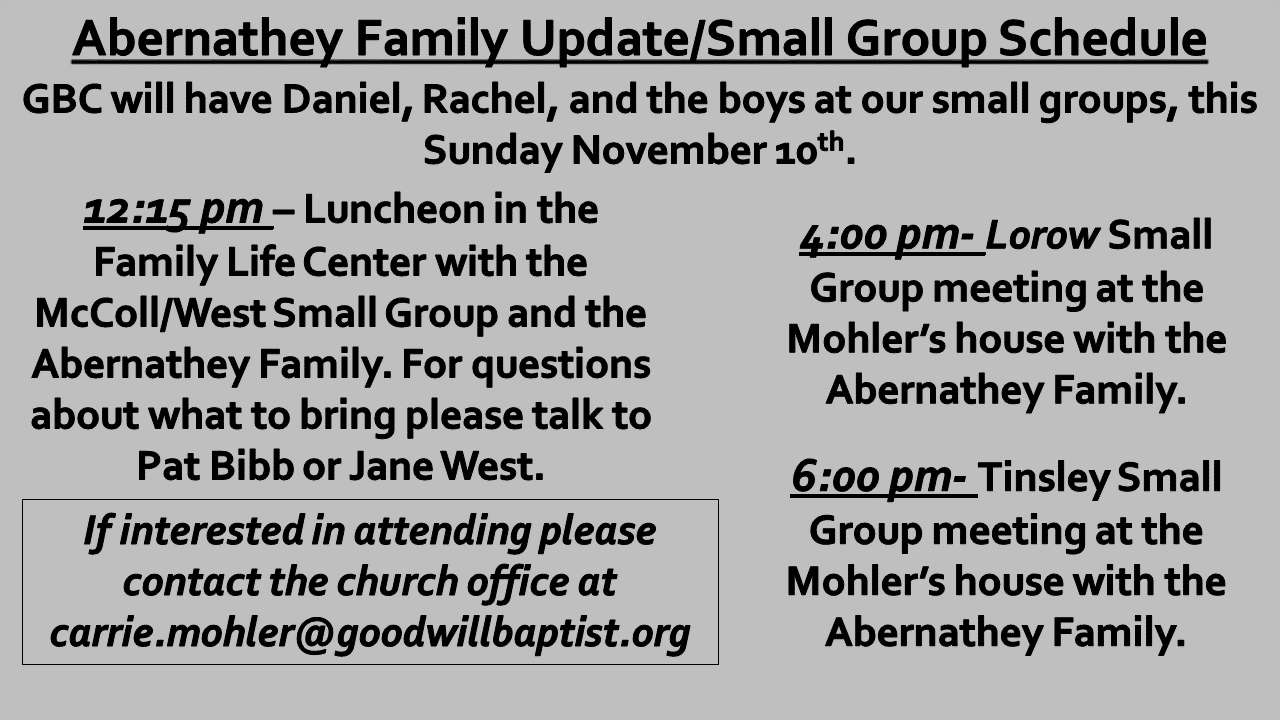 Abernathey Family Update/Small Group Schedule
GBC will have Daniel, Rachel, and the boys at our small groups, this
Sunday November 10th.
12:15 pm – Luncheon in the
Family Life Center with the
McColl/West Small Group and the
Abernathey Family. For questions
about what to bring please talk to
Pat Bibb or Jane West.
If interested in attending please
contact the church office at
carrie.mohler@goodwillbaptist.org
4:00 pm- Lorow Small
Group meeting at the
Mohler’s house with the
Abernathey Family.
6:00 pm- Tinsley Small
Group meeting at the
Mohler’s house with the
Abernathey Family.